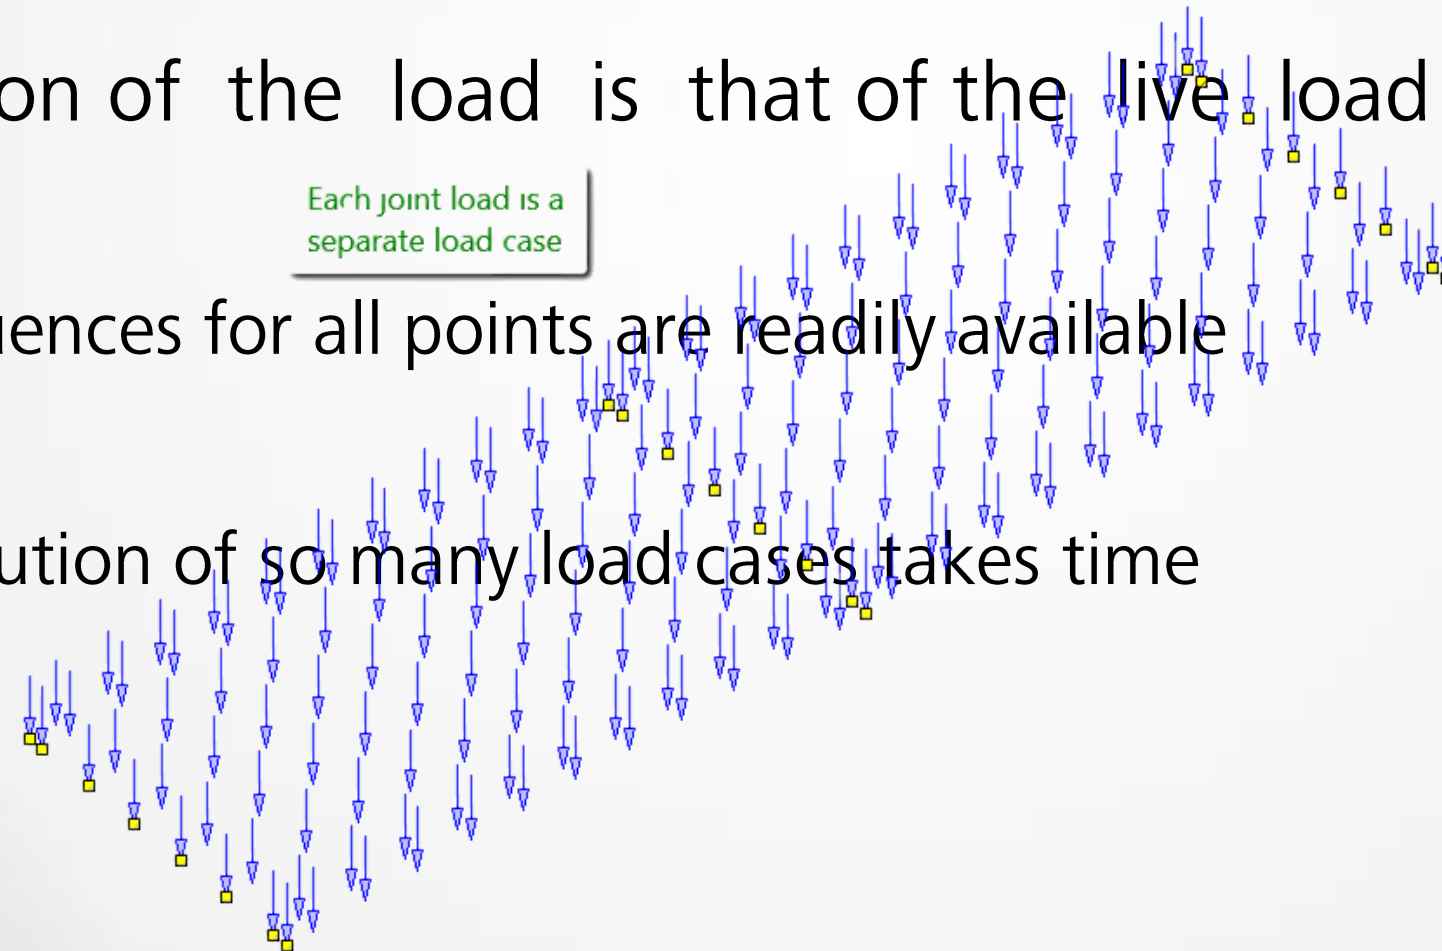 on of the load is that of the live load
Each joint load is a
separate load case
uences for all points are readily available
ution of so many load cases takes time